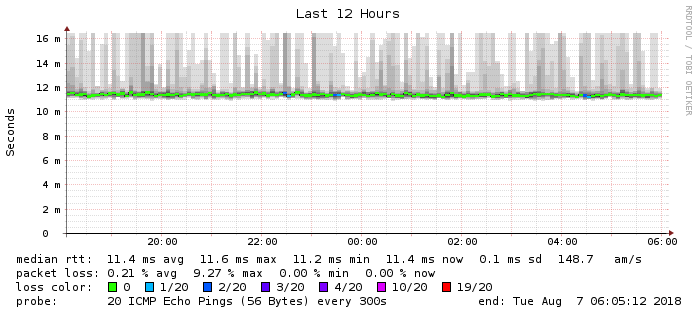 Last 12 Hours
RRDTOOL / TOBI OETIKER
Seconds
16 m
14 m
12 m
10 m
8 m
6 m
4 m
2 m
0
20:00 22:00 00:00 02:00 04:00 06:00
median rtt: 11.4 ms avg 11.6 ms max 11.2 ms min 11.4 ms now 0.1 ms sd 148.7 am/s
packet loss: 0.21 % avg 9.27 % max 0.00 % min 0.00 % now
loss color: 0 1/20 2/20 3/20 4/20 10/20 19/20
probe: 20 ICMP Echo Pings (56 Bytes) every 300s end: Tue Aug 7 06:05:12 2018